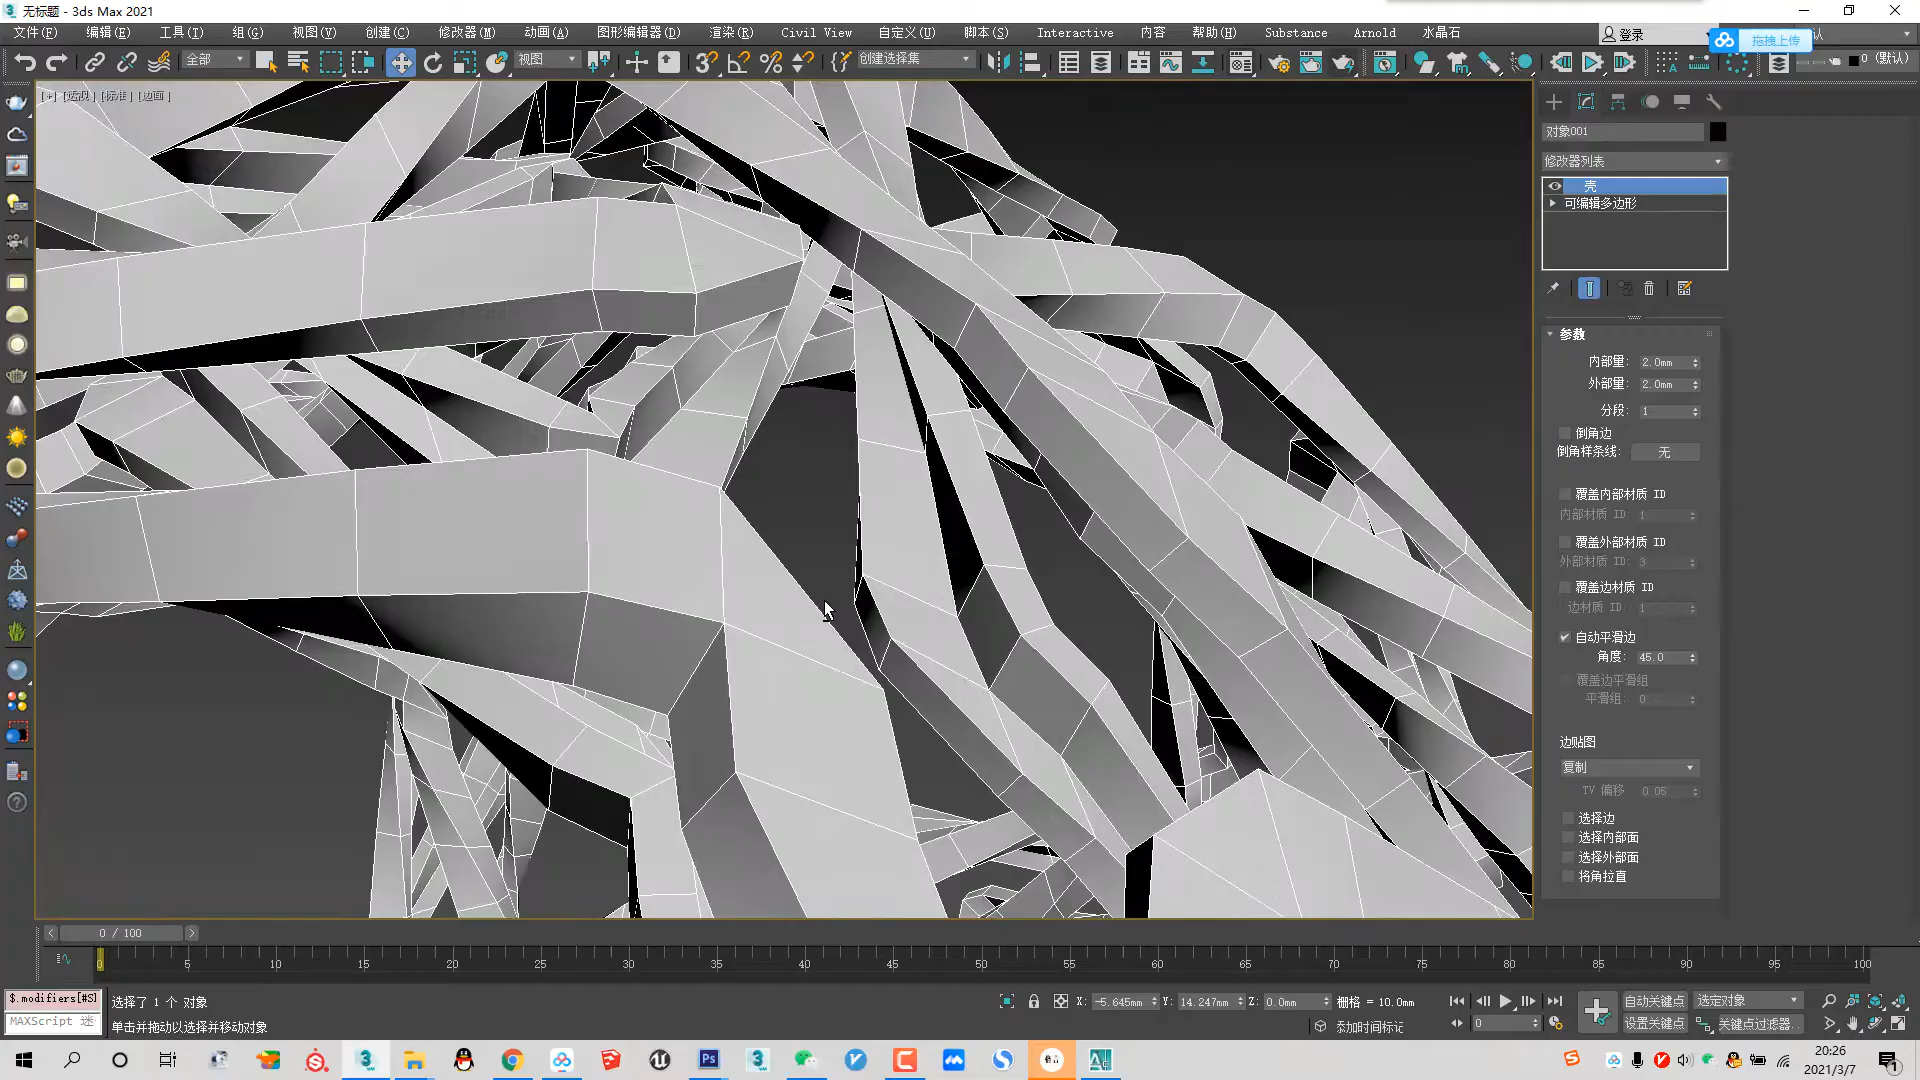 无标题 - 3ds Max 2021
文件(F) 编辑(E) 工具(T) 组(G) 视图(V) 创建(C) 修改器(M) 动画(A) 图形编辑器(D) 渲染(R) Civil View 自定义(U) 脚本(S) Interactive 内容 帮助(H) Substance Arnold 水晶石
登录
拖拽上传
全部
视图
创建选择集
0 (默认)
[+] [透视] [标准] [边面]
对象001
修改器列表
壳
可编辑多边形
参数
内部量: 2.0mm
外部量: 2.0mm
分段: 1
倒角边
倒角样条线: 无
覆盖内部材质 ID
内部材质 ID: 1
覆盖外部材质 ID
外部材质 ID: 3
覆盖边材质 ID
边材质 ID: 1
自动平滑边
角度: 45.0
覆盖边平滑组
平滑组: 0
边贴图
复制
TV 偏移 0.05
选择边
选择内部面
选择外部面
将角拉直
0 / 100
0 5 10 15 20 25 30 35 40 45 50 55 60 65 70 75 80 85 90 95 100
$.modifiers[#S]
MAXScript 迷
选择了 1 个 对象
单击并拖动以选择并移动对象
X: -5.645mm Y: 14.247mm Z: 0.0mm 栅格 = 10.0mm
添加时间标记
0
自动关键点 选定对象
设置关键点 关键点过滤器...
20:26
2021/3/7